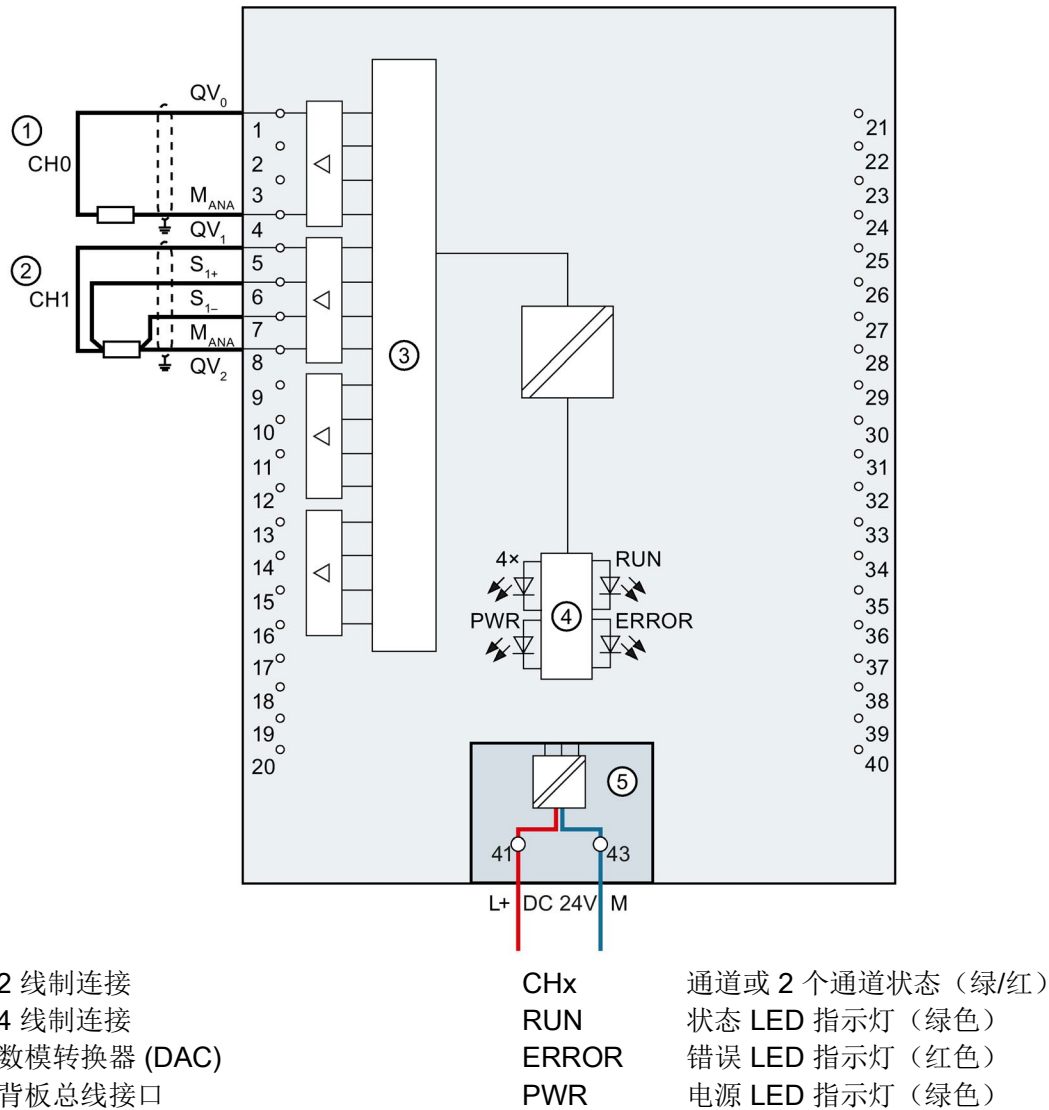 QV0
① 1
CH0 2
MANA 3
QV1 4
② 5
S1+
CH1 6
S1– 7
MANA 8
QV2
9
10
11
12
13
14
15
16
17
18
19
20
③
21
22
23
24
25
26
27
28
29
30
31
32
33
34
35
36
37
38
39
40
4× RUN
④
PWR ERROR
⑤
41 43
L+ DC 24V M
2 线制连接 CHx 通道或 2 个通道状态（绿/红）
4 线制连接 RUN 状态 LED 指示灯（绿色）
数模转换器 (DAC) ERROR 错误 LED 指示灯（红色）
背板总线接口 PWR 电源 LED 指示灯（绿色）